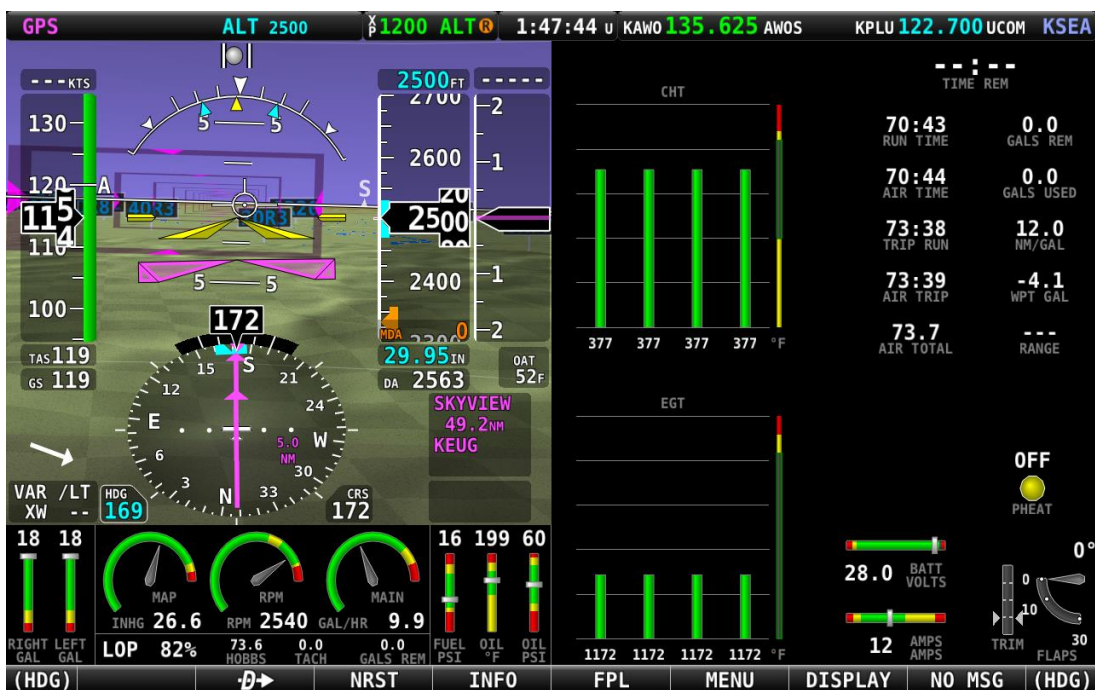 GPS ALT 2500 XP 1200 ALT R 1:47:44 U KAWO 135.625 AWOS KPLU 122.700 UCOM KSEA
---KTS
2500FT
-----
130
120
115
4
110
100
A
S
5 5
5 5
8 40R3
0R3
2700
2600
20
2500
2400
2300
MDA 0
2
1
1
2
172
TAS 119
GS 119
29.95IN
DA 2563
OAT
52F
12 15 S 21 24 W 30 33 N 3 6 E
5.0
NM
SKYVIEW
49.2NM
KEUG
VAR /LT
XW --
HDG
169
CRS
172
18 18
RIGHT LEFT
GAL GAL
MAP
INHG 26.6
RPM
RPM 2540
MAIN
GAL/HR 9.9
LOP 82%
73.6 0.0 0.0
HOBBS TACH GALS REM
16 199 60
FUEL OIL OIL
PSI °F PSI
CHT
377 377 377 377 °F
EGT
1172 1172 1172 1172 °F
--:--
TIME REM
70:43 0.0
RUN TIME GALS REM
70:44 0.0
AIR TIME GALS USED
73:38 12.0
TRIP RUN NM/GAL
73:39 -4.1
AIR TRIP WPT GAL
73.7 ---
AIR TOTAL RANGE
OFF
PHEAT
28.0 BATT
VOLTS
12 AMPS
AMPS
TRIM
0°
0
10
30
FLAPS
(HDG) D NRST INFO FPL MENU DISPLAY NO MSG (HDG)